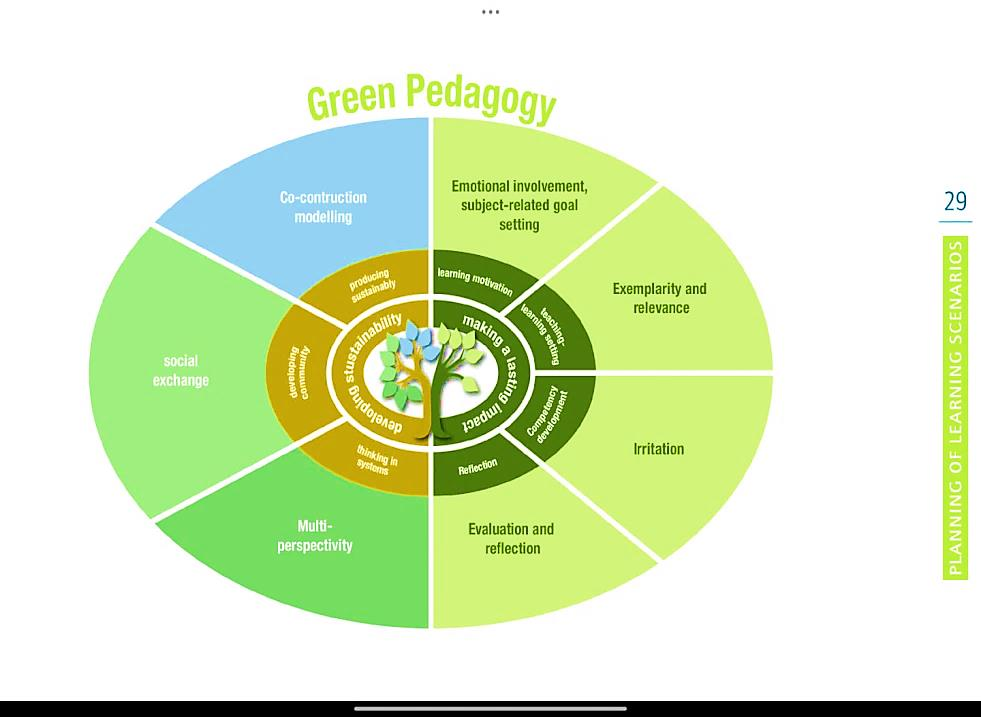 Green Pedagogy
Co-contruction
modelling
Emotional involvement,
subject-related goal
setting
Exemplarity and
relevance
Irritation
Evaluation and
reflection
Multi-
perspectivity
social
exchange
producing
sustainably
learning motivation
teaching-
learning setting
Competency
development
Reflection
thinking in
systems
developing
community
developing sustainability
making a lasting impact
29
PLANNING OF LEARNING SCENARIOS